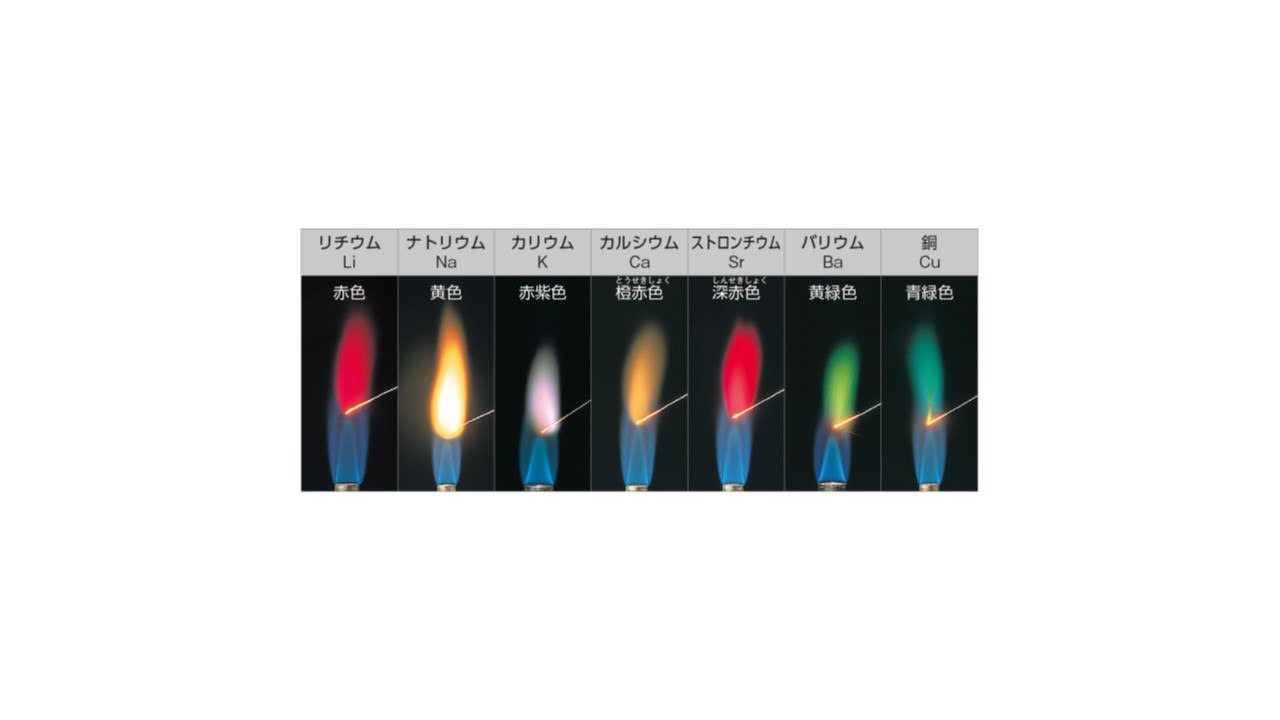 リチウム
Li
赤色
ナトリウム
Na
黄色
カリウム
K
赤紫色
カルシウム
Ca
とうせきしょく
橙赤色
ストロンチウム
Sr
しんせきしょく
深赤色
バリウム
Ba
黄緑色
銅
Cu
青緑色